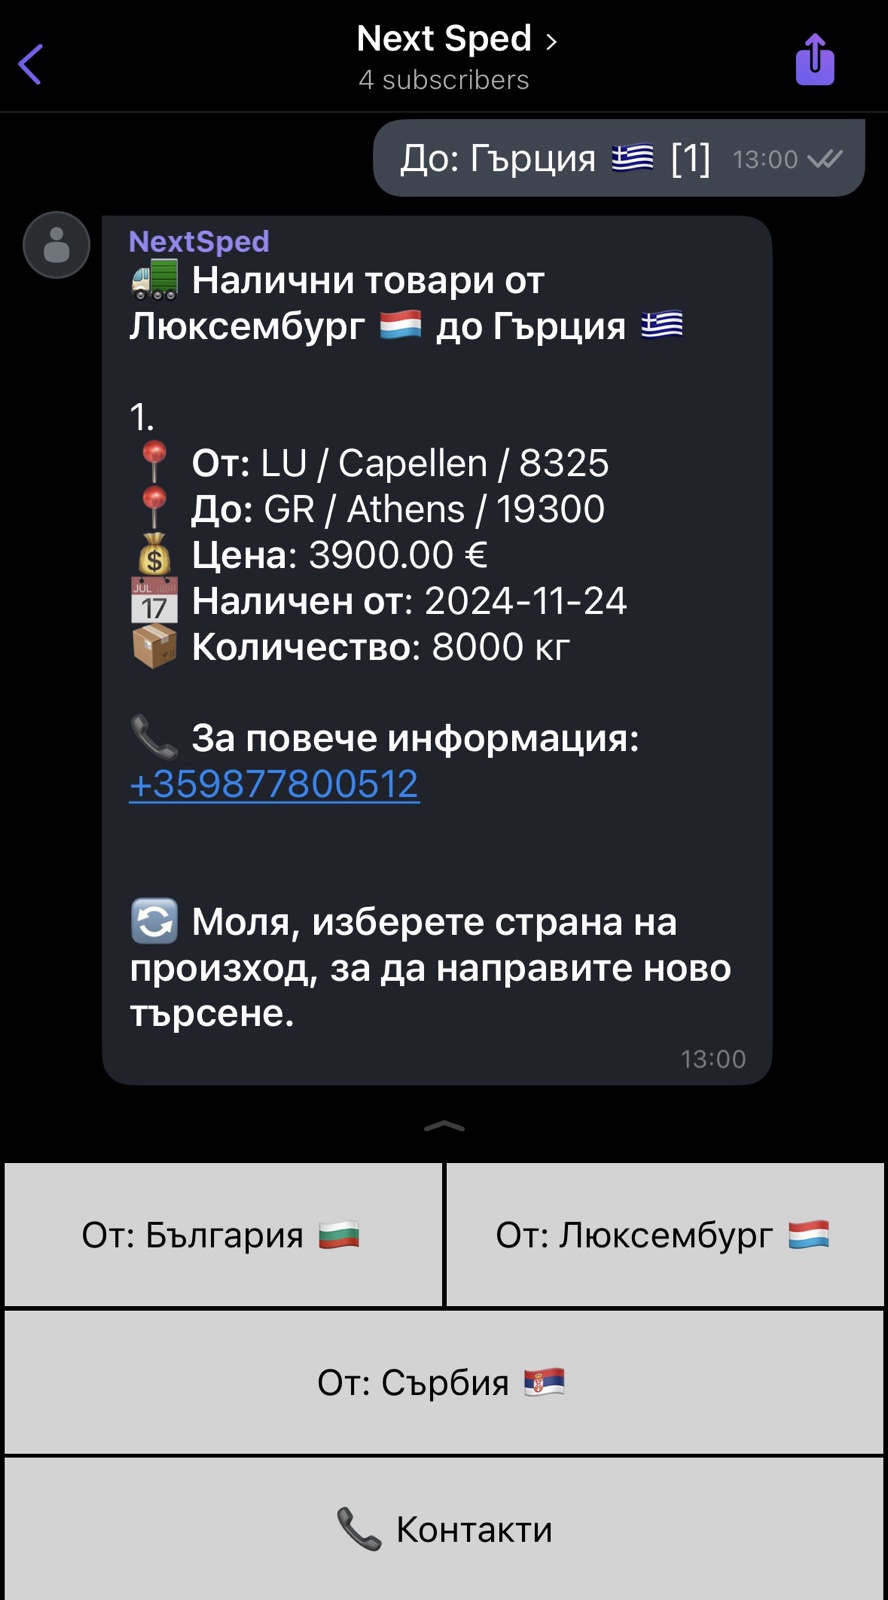 Next Sped
4 subscribers
До: Гърция 🇬🇷 [1] 13:00
NextSped
🚛 Налични товари от
Люксембург 🇱🇺 до Гърция 🇬🇷
1.
📍 От: LU / Capellen / 8325
📍 До: GR / Athens / 19300
💰 Цена: 3900.00 €
📅 Наличен от: 2024-11-24
📦 Количество: 8000 кг
📞 За повече информация:
+359877800512
🔄 Моля, изберете страна на
произход, за да направите ново
търсене.
13:00
От: България 🇧🇬
От: Люксембург 🇱🇺
От: Сърбия 🇷🇸
📞 Контакти